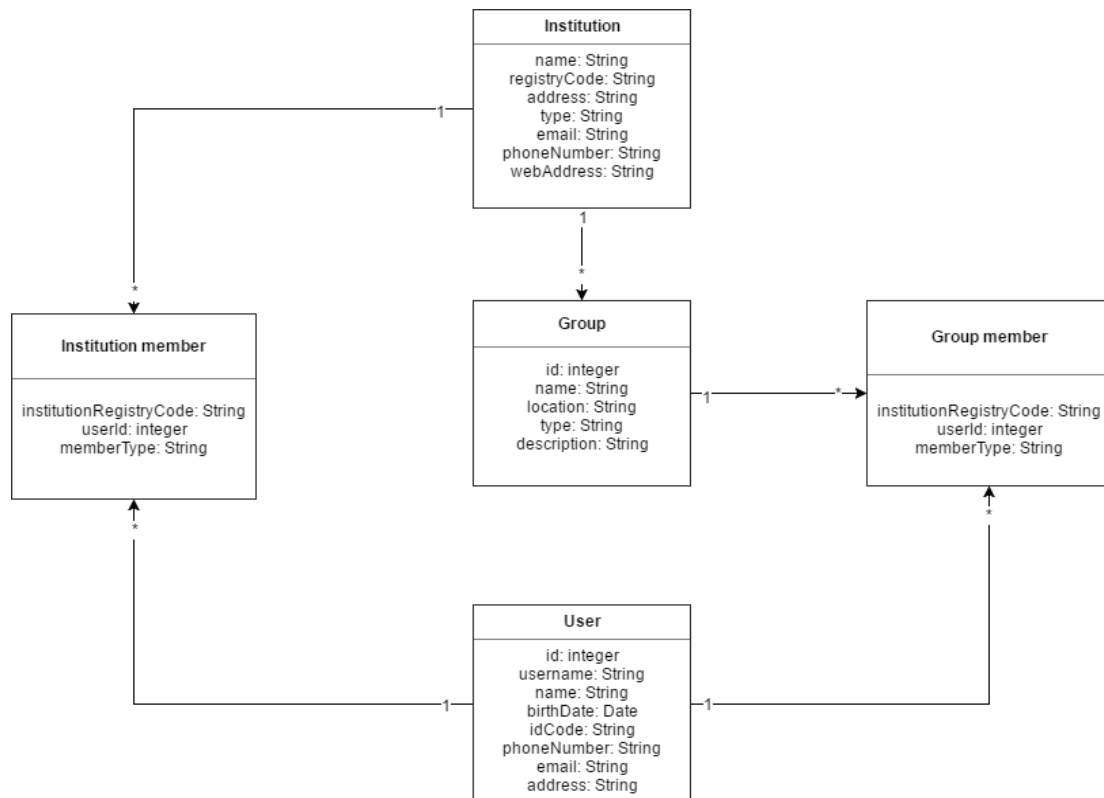 Institution
name: String
registryCode: String
address: String
type: String
email: String
phoneNumber: String
webAddress: String
1
1
*
*
Institution member
institutionRegistryCode: String
userId: integer
memberType: String
Group
id: integer
name: String
location: String
type: String
description: String
1
*
Group member
institutionRegistryCode: String
userId: integer
memberType: String
*
*
User
id: integer
username: String
name: String
birthDate: Date
idCode: String
phoneNumber: String
email: String
address: String
1
1